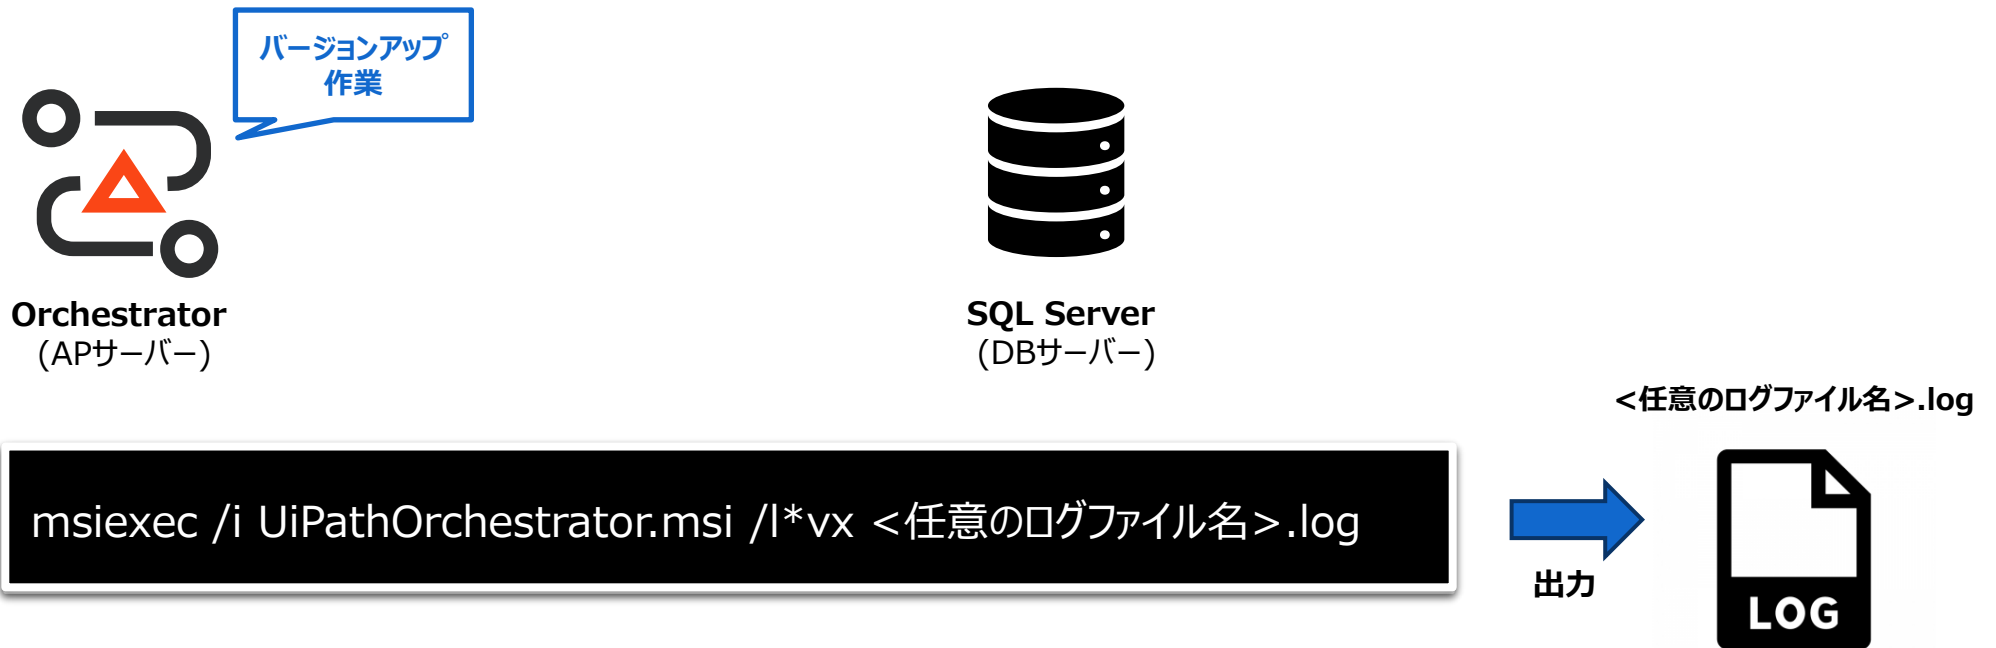 バージョンアップ
作業
Orchestrator
(APサーバー)
SQL Server
(DBサーバー)
<任意のログファイル名>.log
msiexec /i UiPathOrchestrator.msi /l*vx <任意のログファイル名>.log
出力
LOG